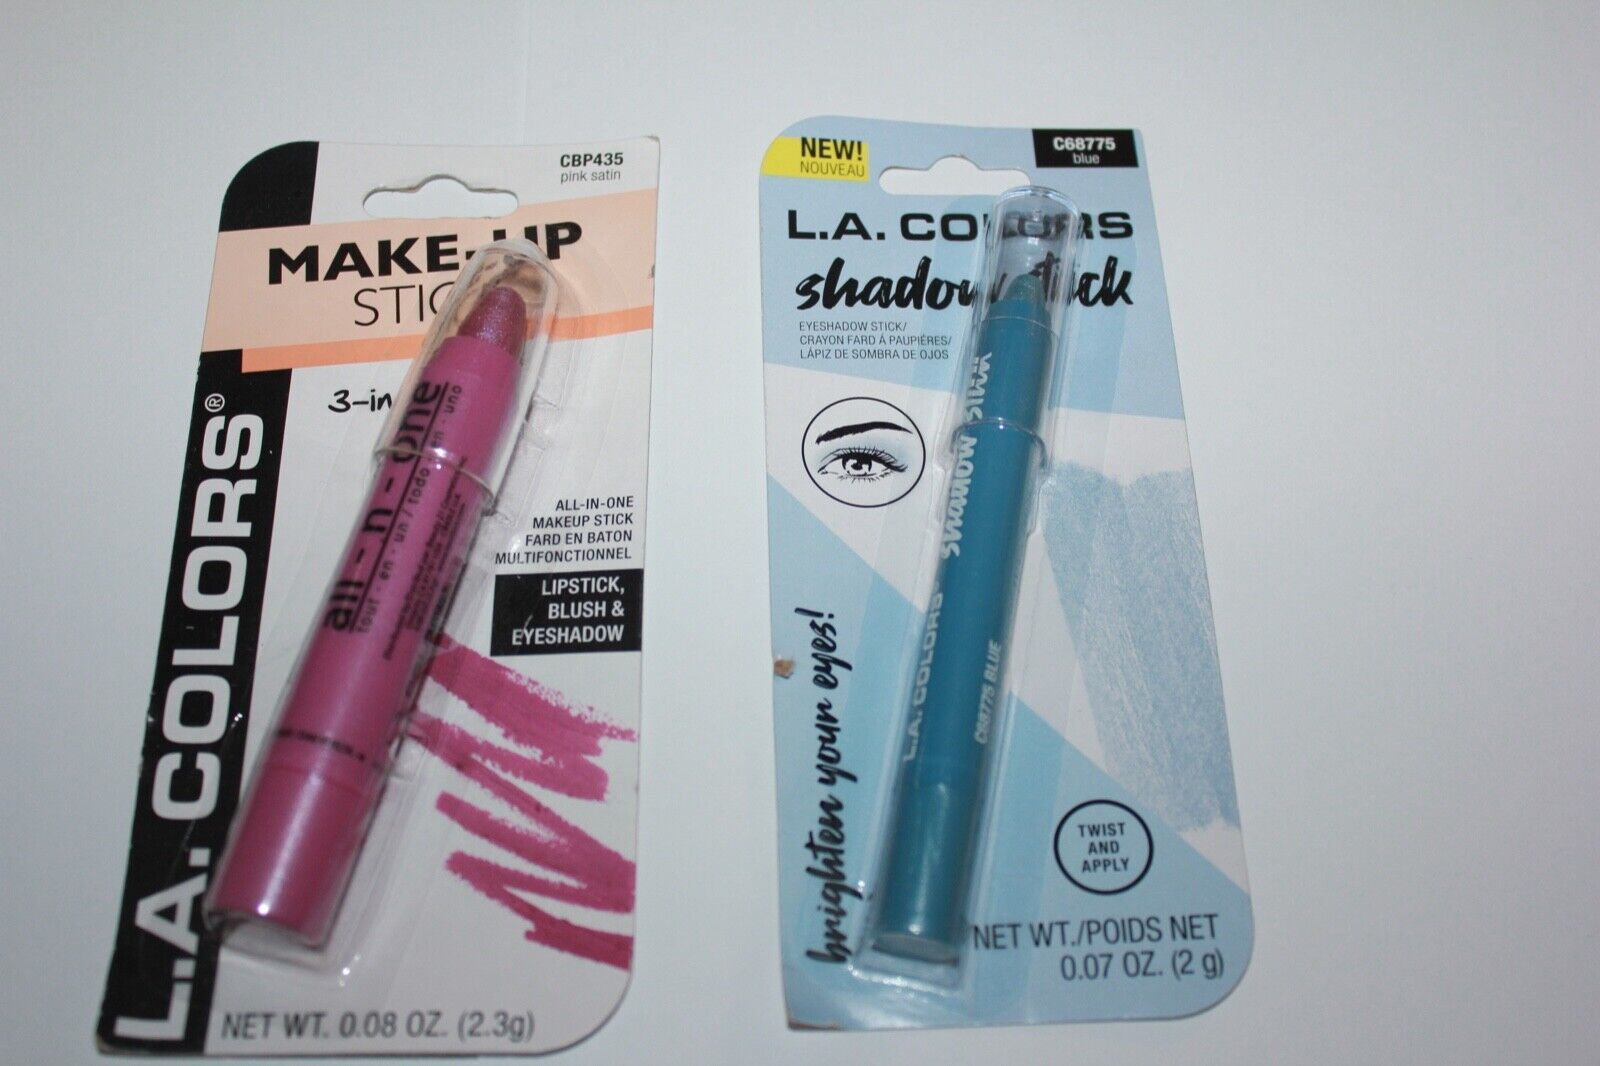 CBP435
pink satin
MAKE-UP
STIC
3-in
L.A. COLORS®
all - n - one
tout - en - un / todo - en - uno
ALL-IN-ONE
MAKEUP STICK
FARD EN BATON
MULTIFONCTIONNEL
LIPSTICK,
BLUSH &
EYESHADOW
NET WT. 0.08 OZ. (2.3g)
NEW!
NOUVEAU
C68775
blue
L.A. COLORS
shadow stick
EYESHADOW STICK/
CRAYON FARD À PAUPIÈRES/
LÁPIZ DE SOMBRA DE OJOS
L.A. COLORS shadow stick
C68775 BLUE
brighten your eyes!
TWIST
AND
APPLY
NET WT./POIDS NET
0.07 OZ. (2 g)